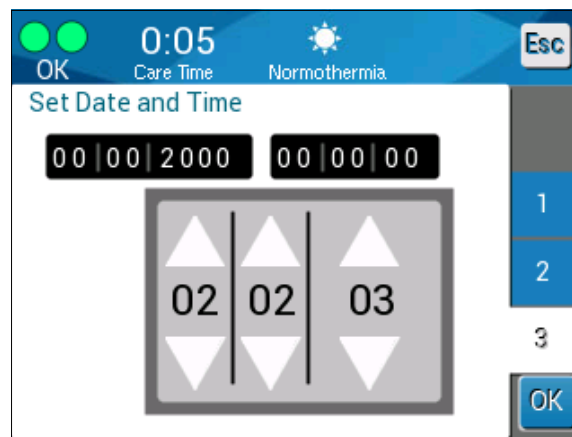 0:05 Esc
OK Care Time Normothermia
Set Date and Time
00|00|2000 00|00|00
1
02 02 03
2
3
OK